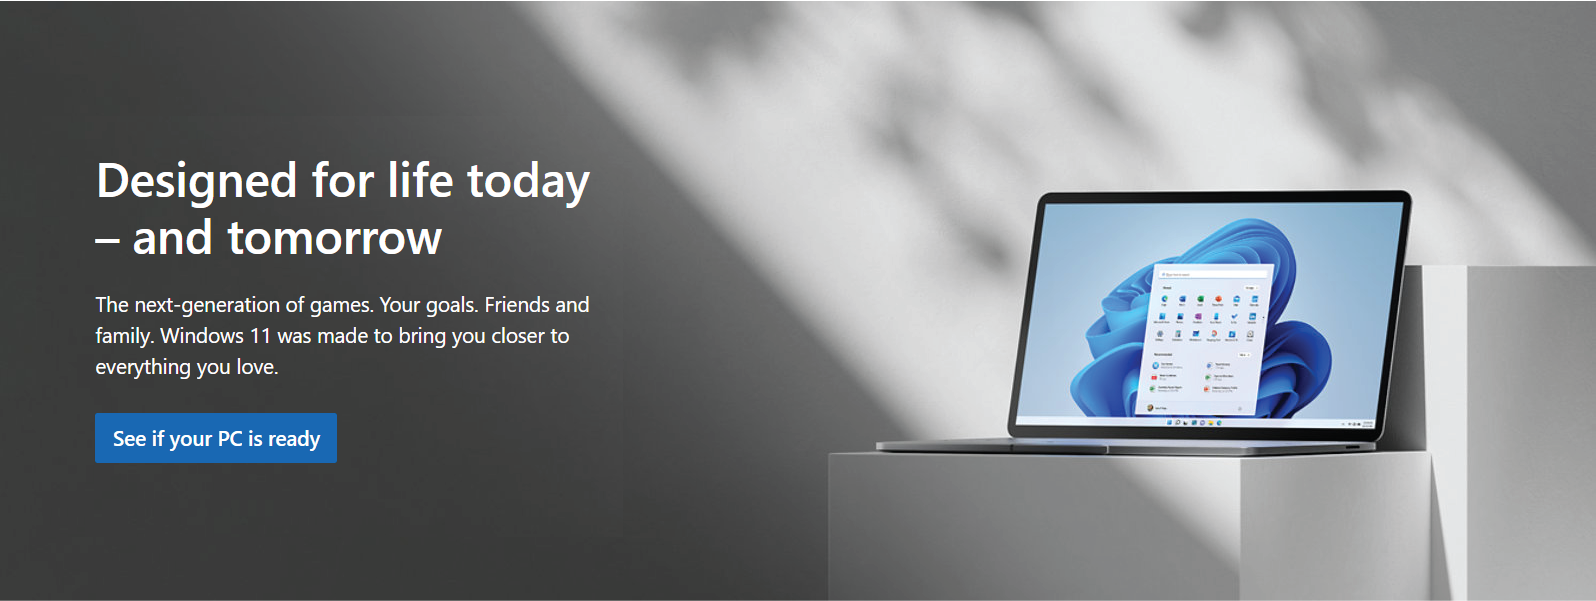 Designed for life today
– and tomorrow
The next-generation of games. Your goals. Friends and
family. Windows 11 was made to bring you closer to
everything you love.
See if your PC is ready